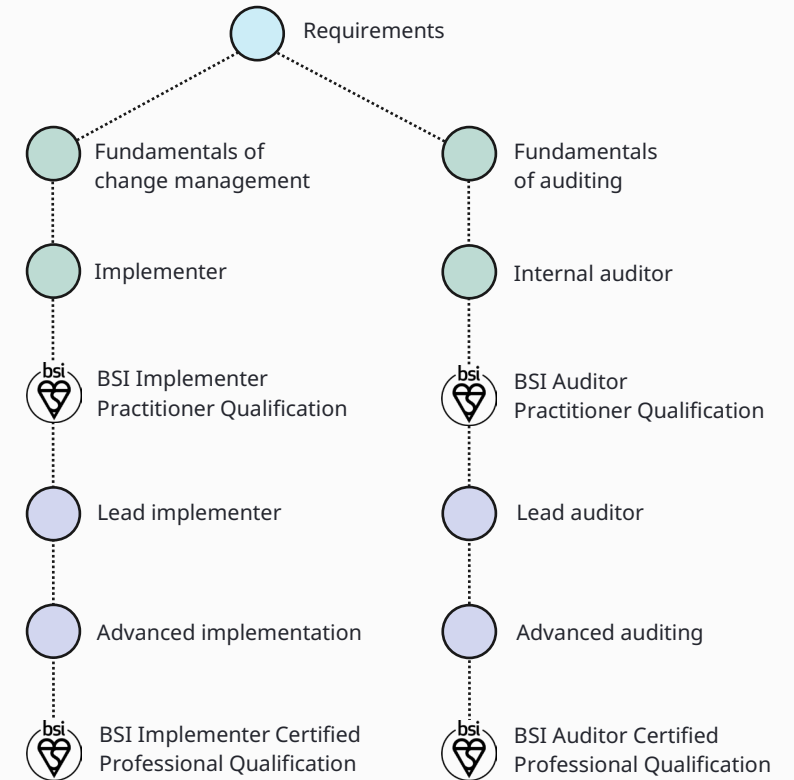 Requirements
Fundamentals of
change management
Fundamentals
of auditing
Implementer
Internal auditor
bsi
BSI Implementer
Practitioner Qualification
bsi
BSI Auditor
Practitioner Qualification
Lead implementer
Lead auditor
Advanced implementation
Advanced auditing
bsi
BSI Implementer Certified
Professional Qualification
bsi
BSI Auditor Certified
Professional Qualification